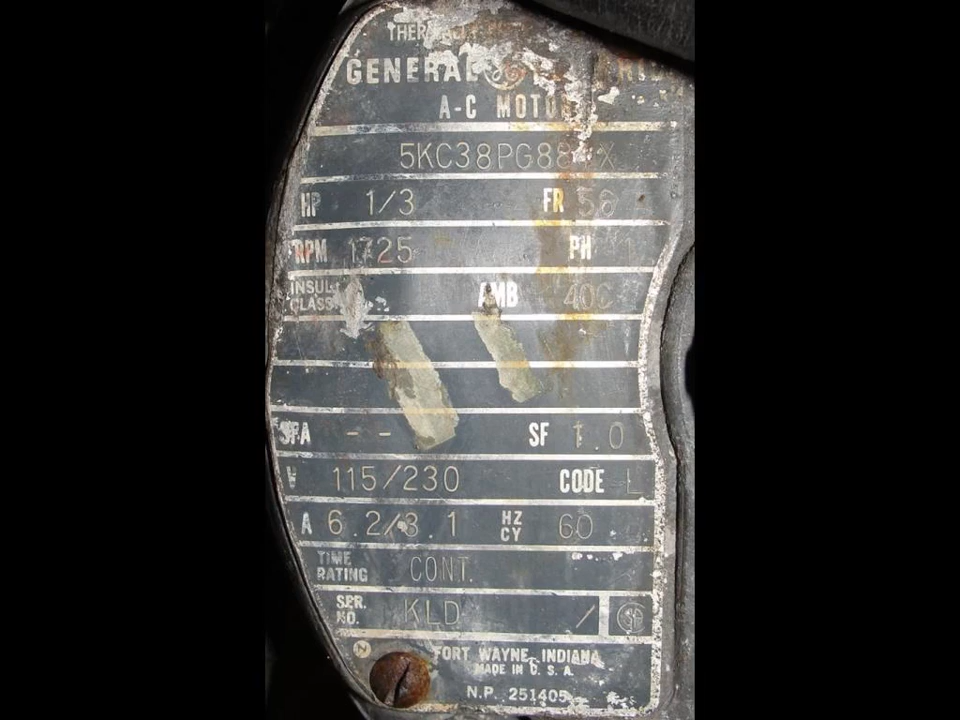 GENERAL
A-C MOTOR
HP 1/3 FR 56
RPM 1725 PH 1
INSUL CLASS AMB 40C
SFA -- SF 1.0
V 115/230 CODE L
A 6.2/3.1 HZ CY 60
TIME RATING CONT.
SER. NO. KLD /
FORT WAYNE, INDIANA
MADE IN U.S.A.
N.P. 251405